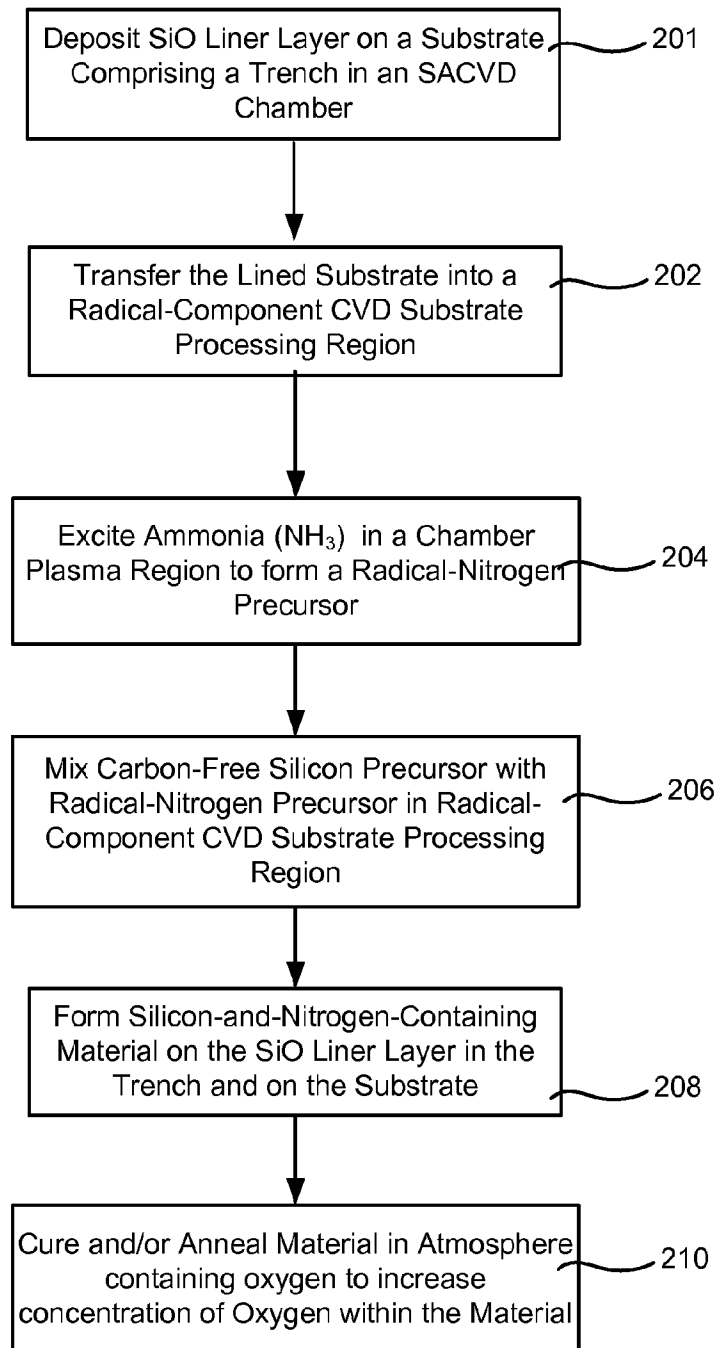 Deposit SiO Liner Layer on a Substrate
Comprising a Trench in an SACVD
Chamber
201
Transfer the Lined Substrate into a
Radical-Component CVD Substrate
Processing Region
202
Excite Ammonia (NH₃) in a Chamber
Plasma Region to form a Radical-Nitrogen
Precursor
204
Mix Carbon-Free Silicon Precursor with
Radical-Nitrogen Precursor in Radical-
Component CVD Substrate Processing
Region
206
Form Silicon-and-Nitrogen-Containing
Material on the SiO Liner Layer in the
Trench and on the Substrate
208
Cure and/or Anneal Material in Atmosphere
containing oxygen to increase
concentration of Oxygen within the Material
210